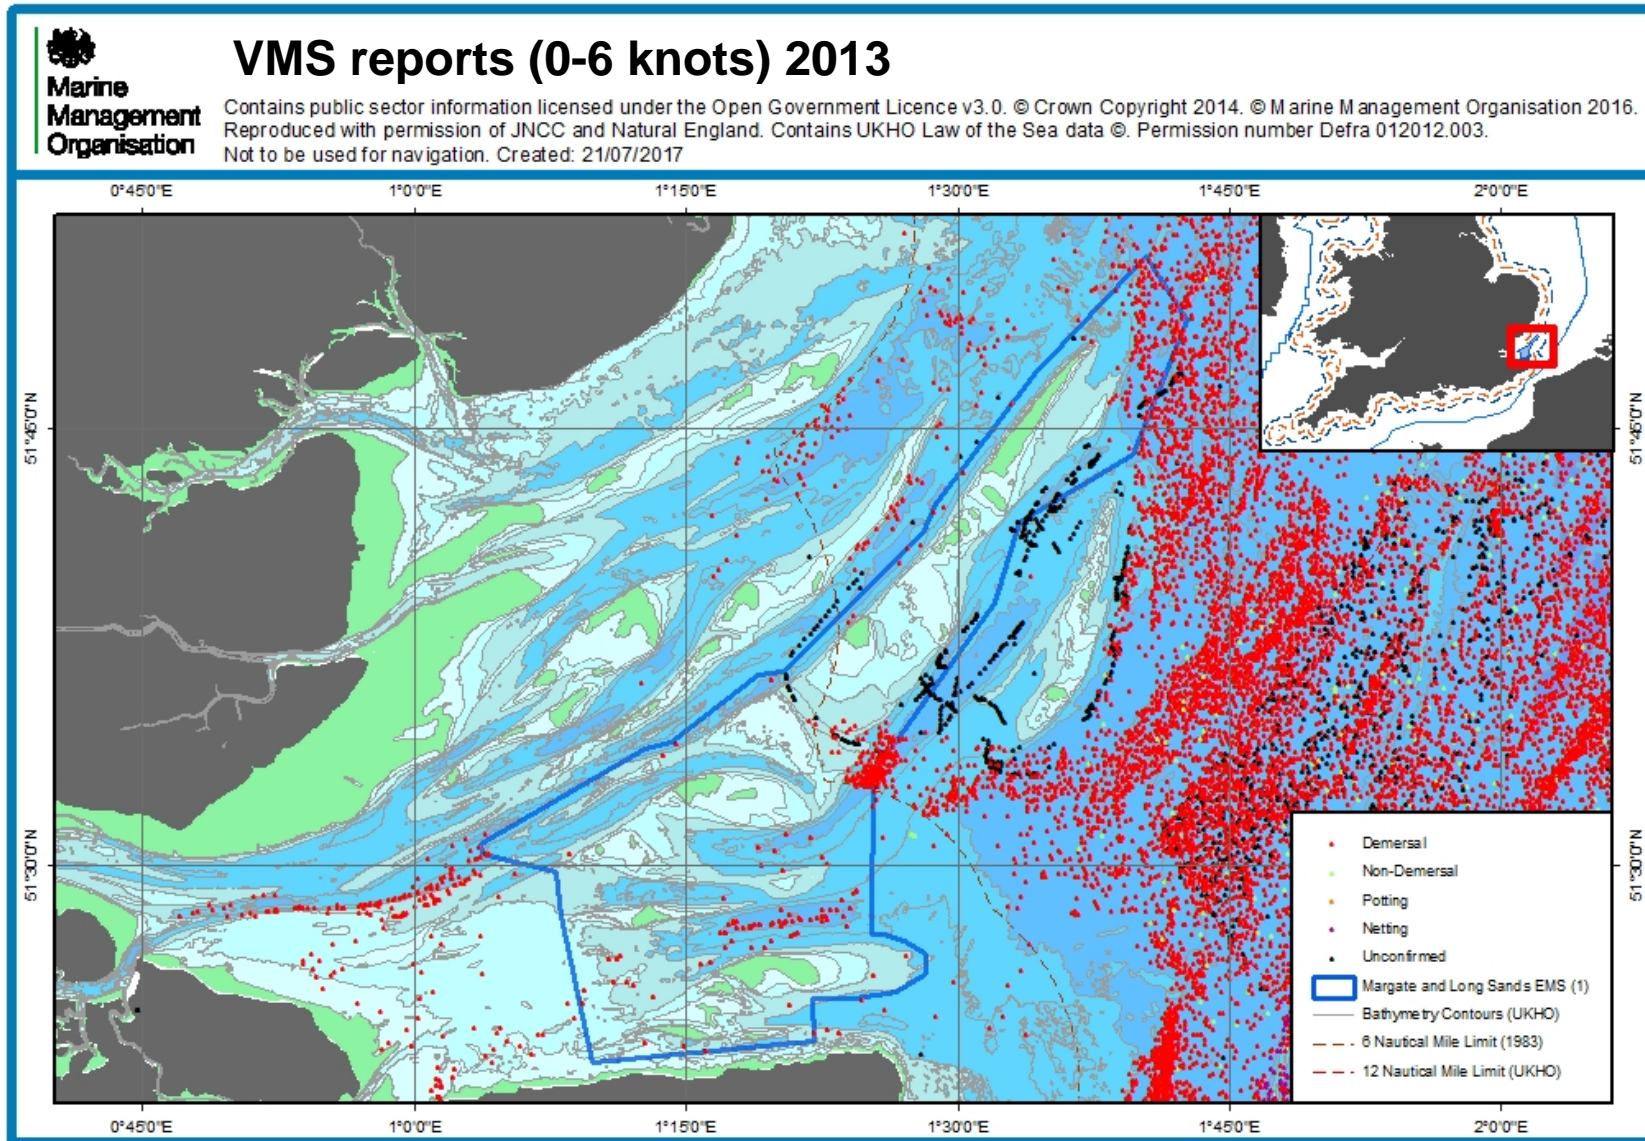 Marine
Management
Organisation
VMS reports (0-6 knots) 2013
Contains public sector information licensed under the Open Government Licence v3.0. © Crown Copyright 2014. © Marine Management Organisation 2016.
Reproduced with permission of JNCC and Natural England. Contains UKHO Law of the Sea data ©. Permission number Defra 012012.003.
Not to be used for navigation. Created: 21/07/2017
0°45'0"E 1°0'0"E 1°15'0"E 1°30'0"E 1°45'0"E 2°0'0"E
51°45'0"N 51°45'0"N
51°30'0"N 51°30'0"N
Demersal
Non-Demersal
Potting
Netting
Unconfirmed
Margate and Long Sands EMS (1)
Bathymetry Contours (UKHO)
6 Nautical Mile Limit (1983)
12 Nautical Mile Limit (UKHO)
0°45'0"E 1°0'0"E 1°15'0"E 1°30'0"E 1°45'0"E 2°0'0"E